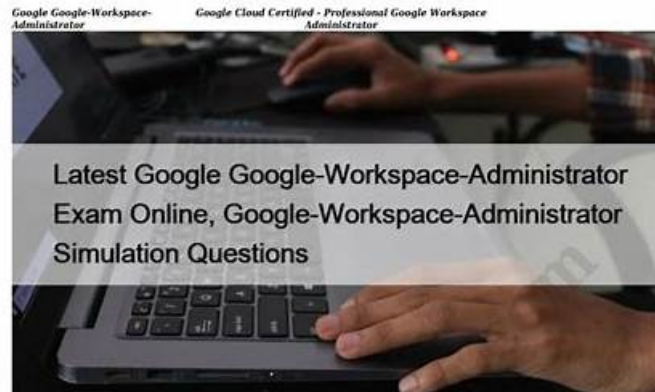 Google Google-Workspace-
Administrator
Google Cloud Certified - Professional Google Workspace
Administrator
Latest Google Google-Workspace-Administrator
Exam Online, Google-Workspace-Administrator
Simulation Questions